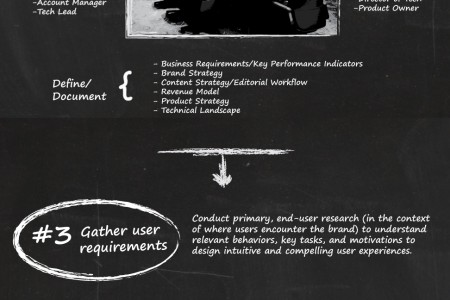 -Account Manager
-Tech Lead
-Product Owner
Define/
Document
- Business Requirements/Key Performance Indicators
- Brand Strategy
- Content Strategy/Editorial Workflow
- Revenue Model
- Product Strategy
- Technical Landscape
#3 Gather user
requirements
Conduct primary, end-user research (in the context
of where users encounter the brand) to understand
relevant behaviors, key tasks, and motivations to
design intuitive and compelling user experiences.